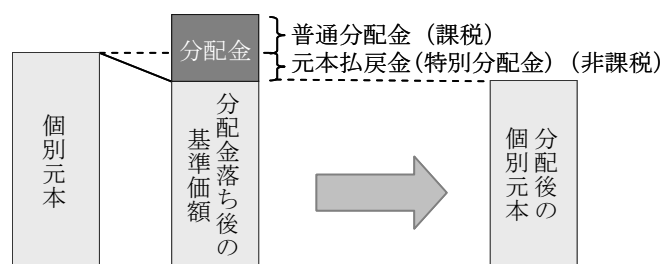 分配金
普通分配金（課税）
元本払戻金(特別分配金)（非課税）
個別元本
分配金落ち後の
基準価額
分配後の
個別元本